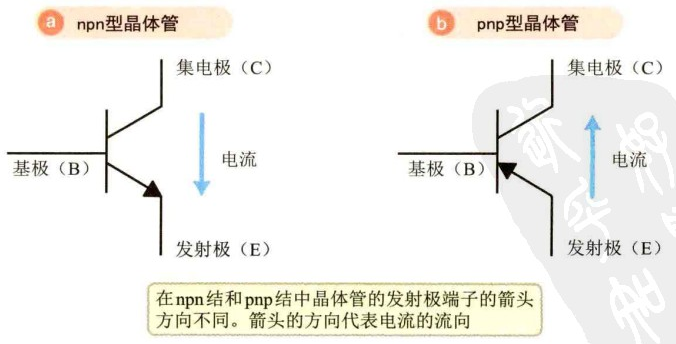 a npn型晶体管
b pnp型晶体管
集电极（C）
基极（B）
电流
发射极（E）
集电极（C）
基极（B）
电流
发射极（E）
在npn结和pnp结中晶体管的发射极端子的箭头
方向不同。箭头的方向代表电流的流向